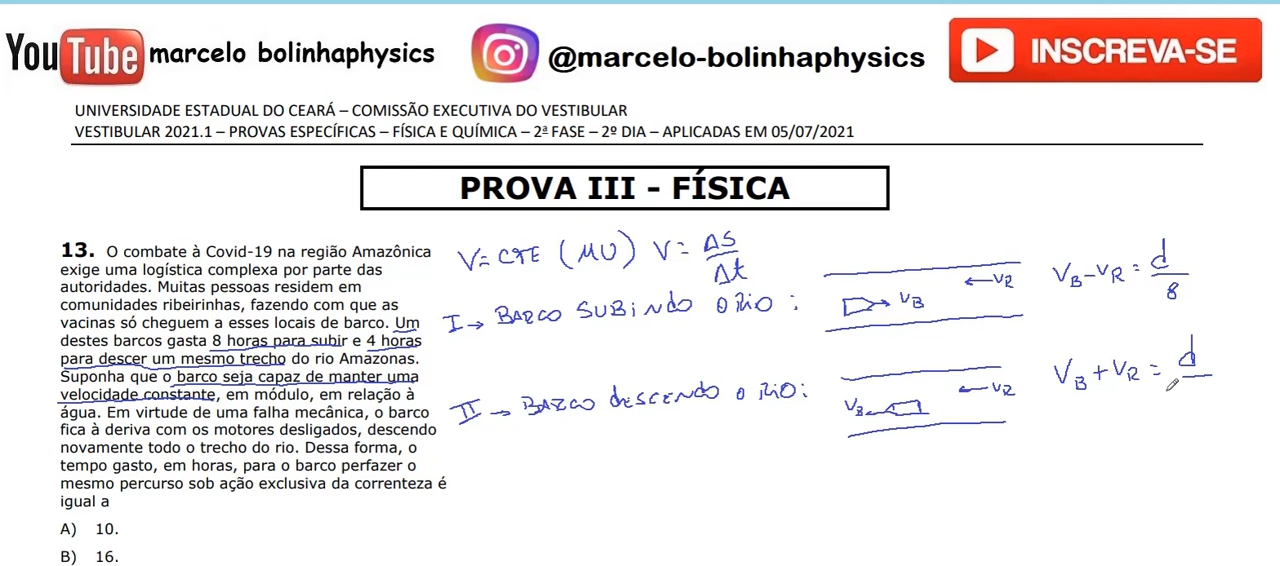 YouTube marcelo bolinhaphysics @marcelo-bolinhaphysics INSCREVA-SE
UNIVERSIDADE ESTADUAL DO CEARÁ – COMISSÃO EXECUTIVA DO VESTIBULAR
VESTIBULAR 2021.1 – PROVAS ESPECÍFICAS – FÍSICA E QUÍMICA – 2ª FASE – 2º DIA – APLICADAS EM 05/07/2021
PROVA III - FÍSICA
13. O combate à Covid-19 na região Amazônica
exige uma logística complexa por parte das
autoridades. Muitas pessoas residem em
comunidades ribeirinhas, fazendo com que as
vacinas só cheguem a esses locais de barco. Um
destes barcos gasta 8 horas para subir e 4 horas
para descer um mesmo trecho do rio Amazonas.
Suponha que o barco seja capaz de manter uma
velocidade constante, em módulo, em relação à
água. Em virtude de uma falha mecânica, o barco
fica à deriva com os motores desligados, descendo
novamente todo o trecho do rio. Dessa forma, o
tempo gasto, em horas, para o barco perfazer o
mesmo percurso sob ação exclusiva da correnteza é
igual a
A) 10.
B) 16.
V = CTE (MU) V = ΔS/Δt
I → BARCO SUBINDO O RIO :
VB
VR
VB - VR = d/8
II → BARCO DESCENDO O RIO :
VB
VR
VB + VR = d